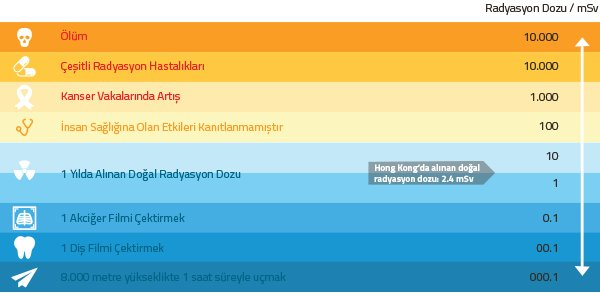 Radyasyon Dozu / mSv
Ölüm 10.000
Çeşitli Radyasyon Hastalıkları 10.000
Kanser Vakalarında Artış 1.000
İnsan Sağlığına Olan Etkileri Kanıtlanmamıştır 100
10
1 Yılda Alınan Doğal Radyasyon Dozu
Hong Kong'da alınan doğal
radyasyon dozu: 2.4 mSv
1
1 Akciğer Filmi Çektirmek 0.1
1 Diş Filmi Çektirmek 00.1
8.000 metre yükseklikte 1 saat süreyle uçmak 000.1